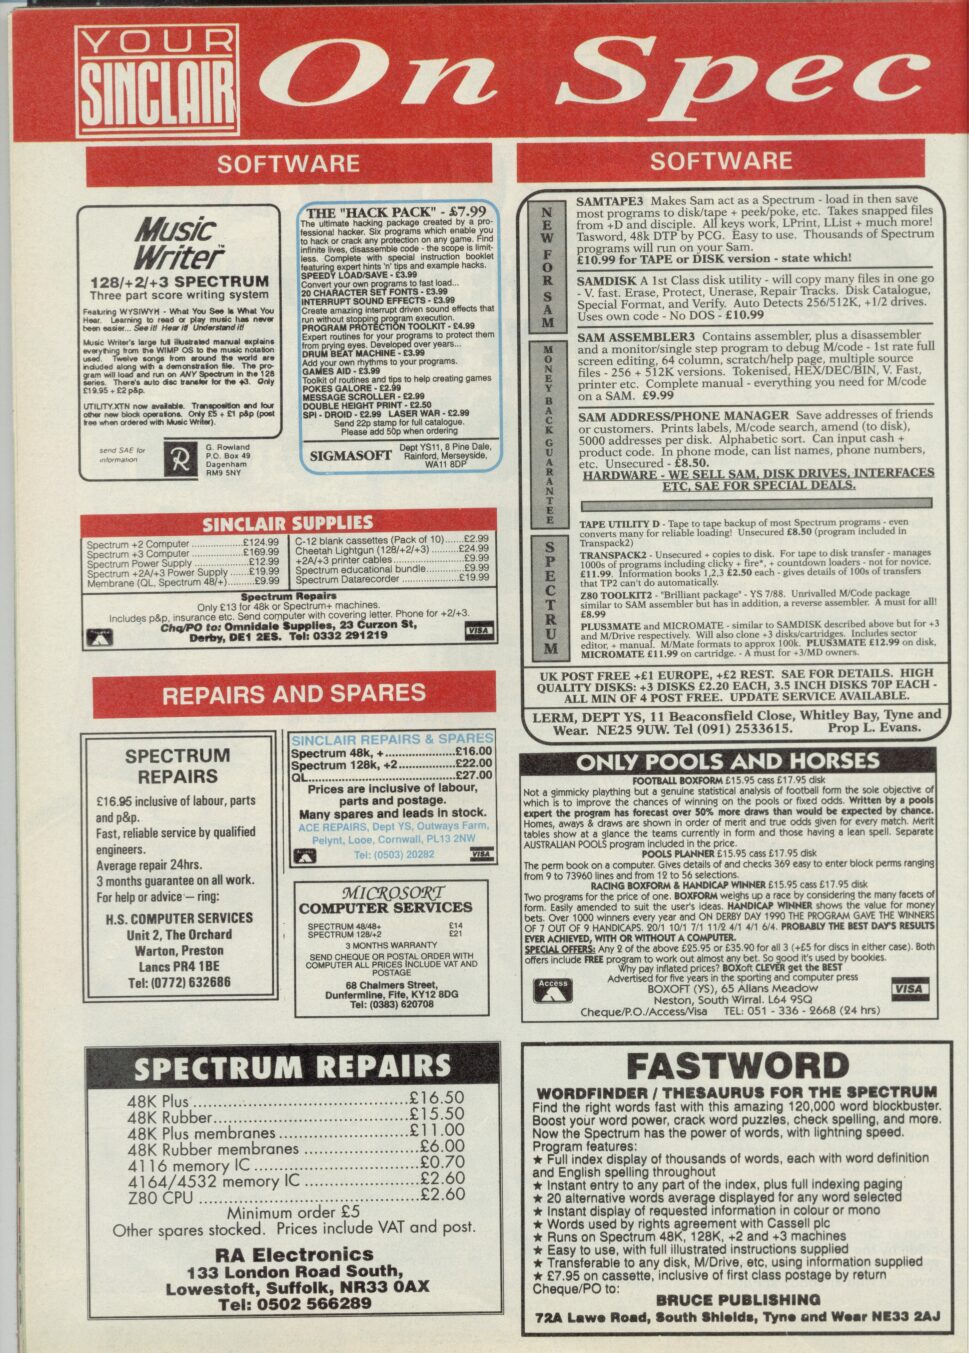 YOUR
SINCLAIR
On Spec
SOFTWARE
Music
Writer™
128/+2/+3 SPECTRUM
Three part score writing system
Featuring WYSIWYH - What You See Is What You
Hear. Learning to read or play music has never
been easier... See it! Hear it! Understand it!
Music Writer's large full illustrated manual explains
everything from the WIMP OS to the music notation
used. Twelve songs from around the world are
included along with a demonstration file. The pro-
gram will load and run on ANY Spectrum in the 128
series. There's auto disc transfer for the +3. Only
£19.95 + £2 p&p.
UTILITY.XTN now available. Transposition and four
other new block operations. Only £5 + £1 p&p (post
free when ordered with Music Writer).
send SAE for
information
R
G. Rowland
P.O. Box 49
Dagenham
RM9 5NY
THE "HACK PACK" - £7.99
The ultimate hacking package created by a pro-
fessional hacker. Six programs which enable you
to hack or crack any protection on any game. Find
infinite lives, disassemble code - the scope is limit-
less. Complete with special instruction booklet
featuring expert hints 'n' tips and example hacks.
SPEEDY LOAD/SAVE - £3.99
Convert your own programs to fast load...
20 CHARACTER SET FONTS - £3.99
INTERRUPT SOUND EFFECTS - £3.99
Create amazing interrupt driven sound effects that
run without stopping program execution.
PROGRAM PROTECTION TOOLKIT - £4.99
Expert routines for your programs to protect them
from prying eyes. Developed over years...
DRUM BEAT MACHINE - £3.99
Add your own rhythms to your programs.
GAMES AID - £3.99
Toolkit of routines and tips to help creating games
POKES GALORE - £2.99
MESSAGE SCROLLER - £2.99
DOUBLE HEIGHT PRINT - £2.50
SPI - DROID - £2.99 LASER WAR - £2.99
Send 22p stamp for full catalogue.
Please add 50p when ordering
SIGMASOFT
Dept YS11, 8 Pine Dale,
Rainford, Merseyside,
WA11 8DP
SINCLAIR SUPPLIES
Spectrum +2 Computer ..................£124.99
Spectrum +3 Computer ..................£169.99
Spectrum Power Supply ..................£12.99
Spectrum +2A/+3 Power Supply ......£19.99
Membrane (QL, Spectrum 48/+)........£9.99
C-12 blank cassettes (Pack of 10).....£2.99
Cheetah Lightgun (128/+2/+3) ........£24.99
+2A/+3 printer cables......................£9.99
Spectrum educational bundle...........£9.99
Spectrum Datarecorder ..................£19.99
Spectrum Repairs
Only £13 for 48k or Spectrum+ machines.
Includes p&p, insurance etc. Send computer with covering letter. Phone for +2/+3.
Chq/PO to: Omnidale Supplies, 23 Curzon St,
Derby, DE1 2ES. Tel: 0332 291219
VISA
REPAIRS AND SPARES
SPECTRUM
REPAIRS
£16.95 inclusive of labour, parts
and p&p.
Fast, reliable service by qualified
engineers.
Average repair 24hrs.
3 months guarantee on all work.
For help or advice — ring:
H.S. COMPUTER SERVICES
Unit 2, The Orchard
Warton, Preston
Lancs PR4 1BE
Tel: (0772) 632686
SINCLAIR REPAIRS & SPARES
Spectrum 48k, +....................£16.00
Spectrum 128k, +2................£22.00
QL..........................................£27.00
Prices are inclusive of labour,
parts and postage.
Many spares and leads in stock.
ACE REPAIRS, Dept YS, Outways Farm,
Pelynt, Looe, Cornwall, PL13 2NW
Tel: (0503) 20282
VISA
MICROSORT
COMPUTER SERVICES
SPECTRUM 48/48+ £14
SPECTRUM 128/+2 £21
3 MONTHS WARRANTY
SEND CHEQUE OR POSTAL ORDER WITH
COMPUTER ALL PRICES INCLUDE VAT AND
POSTAGE
68 Chalmers Street,
Dunfermline, Fife, KY12 8DG
Tel: (0383) 620708
SPECTRUM REPAIRS
48K Plus ........................................£16.50
48K Rubber....................................£15.50
48K Plus membranes .....................£11.00
48K Rubber membranes ..................£6.00
4116 memory IC .............................£0.70
4164/4532 memory IC ...................£2.60
Z80 CPU ........................................£2.60
Minimum order £5
Other spares stocked. Prices include VAT and post.
RA Electronics
133 London Road South,
Lowestoft, Suffolk, NR33 0AX
Tel: 0502 566289
SOFTWARE
NEW FOR SAM
MONEY BACK GUARANTEE
SPECTRUM
SAMTAPE3 Makes Sam act as a Spectrum - load in then save
most programs to disk/tape + peek/poke, etc. Takes snapped files
from +D and disciple. All keys work, LPrint, LList + much more!
Tasword, 48k DTP by PCG. Easy to use. Thousands of Spectrum
programs will run on your Sam.
£10.99 for TAPE or DISK version - state which!
SAMDISK A 1st Class disk utility - will copy many files in one go
- V. fast. Erase, Protect, Unerase, Repair Tracks. Disk Catalogue,
Special Format, and Verify. Auto Detects 256/512K, +1/2 drives.
Uses own code - No DOS - £10.99
SAM ASSEMBLER3 Contains assembler, plus a disassembler
and a monitor/single step program to debug M/code - 1st rate full
screen editing, 64 column, scratch/help page, multiple source
files - 256 + 512K versions. Tokenised, HEX/DEC/BIN, V. Fast,
printer etc. Complete manual - everything you need for M/code
on a SAM. £9.99
SAM ADDRESS/PHONE MANAGER Save addresses of friends
or customers. Prints labels, M/code search, amend (to disk),
5000 addresses per disk. Alphabetic sort. Can input cash +
product code. In phone mode, can list names, phone numbers,
etc. Unsecured - £8.50.
HARDWARE - WE SELL SAM, DISK DRIVES, INTERFACES
ETC, SAE FOR SPECIAL DEALS.
TAPE UTILITY D - Tape to tape backup of most Spectrum programs - even
converts many for reliable loading! Unsecured £8.50 (program included in
Transpack2)
TRANSPACK2 - Unsecured + copies to disk. For tape to disk transfer - manages
1000s of programs including clicky + fire*, + countdown loaders - not for novice.
£11.99. Information books 1,2,3 £2.50 each - gives details of 100s of transfers
that TP2 can't do automatically.
Z80 TOOLKIT2 - "Brilliant package" - YS 7/88. Unrivalled M/Code package
similar to SAM assembler but has in addition, a reverse assembler. A must for all!
£8.99
PLUS3MATE and MICROMATE - similar to SAMDISK described above but for +3
and M/Drive respectively. Will also clone +3 disks/cartridges. Includes sector
editor, + manual. M/Mate formats to approx 100k. PLUS3MATE £12.99 on disk,
MICROMATE £11.99 on cartridge. - A must for +3/MD owners.
UK POST FREE +£1 EUROPE, +£2 REST. SAE FOR DETAILS. HIGH
QUALITY DISKS: +3 DISKS £2.20 EACH, 3.5 INCH DISKS 70P EACH -
ALL MIN OF 4 POST FREE. UPDATE SERVICE AVAILABLE.
LERM, DEPT YS, 11 Beaconsfield Close, Whitley Bay, Tyne and
Wear. NE25 9UW. Tel (091) 2533615. Prop L. Evans.
ONLY POOLS AND HORSES
FOOTBALL BOXFORM £15.95 cass £17.95 disk
Not a gimmicky plaything but a genuine statistical analysis of football form the sole objective of
which is to improve the chances of winning on the pools or fixed odds. Written by a pools
expert the program has forecast over 50% more draws than would be expected by chance.
Homes, aways & draws are shown in order of merit and true odds given for every match. Merit
tables show at a glance the teams currently in form and those having a lean spell. Separate
AUSTRALIAN POOLS program included in the price.
POOLS PLANNER £15.95 cass £17.95 disk
The perm book on a computer. Gives details of and checks 369 easy to enter block perms ranging
from 9 to 73960 lines and from 12 to 56 selections.
RACING BOXFORM & HANDICAP WINNER £15.95 cass £17.95 disk
Two programs for the price of one. BOXFORM weighs up a race by considering the many facets of
form. Easily amended to suit the user's ideas. HANDICAP WINNER shows the value for money
bets. Over 1000 winners every year and ON DERBY DAY 1990 THE PROGRAM GAVE THE WINNERS
OF 7 OUT OF 9 HANDICAPS. 20/1 10/1 7/1 11/2 4/1 4/1 6/4. PROBABLY THE BEST DAY'S RESULTS
EVER ACHIEVED, WITH OR WITHOUT A COMPUTER.
SPECIAL OFFERS: Any 2 of the above £25.95 or £35.90 for all 3 (+£5 for discs in either case). Both
offers include FREE program to work out almost any bet. So good it's used by bookies.
Why pay inflated prices? BOXoft CLEVER get the BEST
Advertised for five years in the sporting and computer press
BOXOFT (YS), 65 Allans Meadow
Neston, South Wirral. L64 9SQ
Cheque/P.O./Access/Visa TEL: 051 - 336 - 2668 (24 hrs)
Access
VISA
FASTWORD
WORDFINDER / THESAURUS FOR THE SPECTRUM
Find the right words fast with this amazing 120,000 word blockbuster.
Boost your word power, crack word puzzles, check spelling, and more.
Now the Spectrum has the power of words, with lightning speed.
Program features:
★ Full index display of thousands of words, each with word definition
and English spelling throughout
★ Instant entry to any part of the index, plus full indexing paging
★ 20 alternative words average displayed for any word selected
★ Instant display of requested information in colour or mono
★ Words used by rights agreement with Cassell plc
★ Runs on Spectrum 48K, 128K, +2 and +3 machines
★ Easy to use, with full illustrated instructions supplied
★ Transferable to any disk, M/Drive, etc, using information supplied
★ £7.95 on cassette, inclusive of first class postage by return
Cheque/PO to:
BRUCE PUBLISHING
72A Lawe Road, South Shields, Tyne and Wear NE33 2AJ